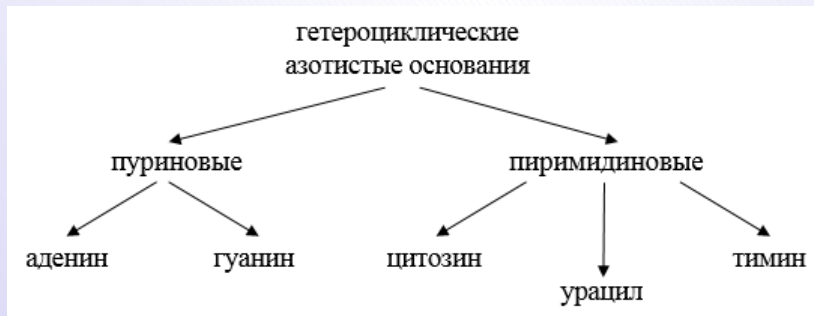 гетероциклические
азотистые основания
пуриновые
пиримидиновые
аденин
гуанин
цитозин
урацил
тимин